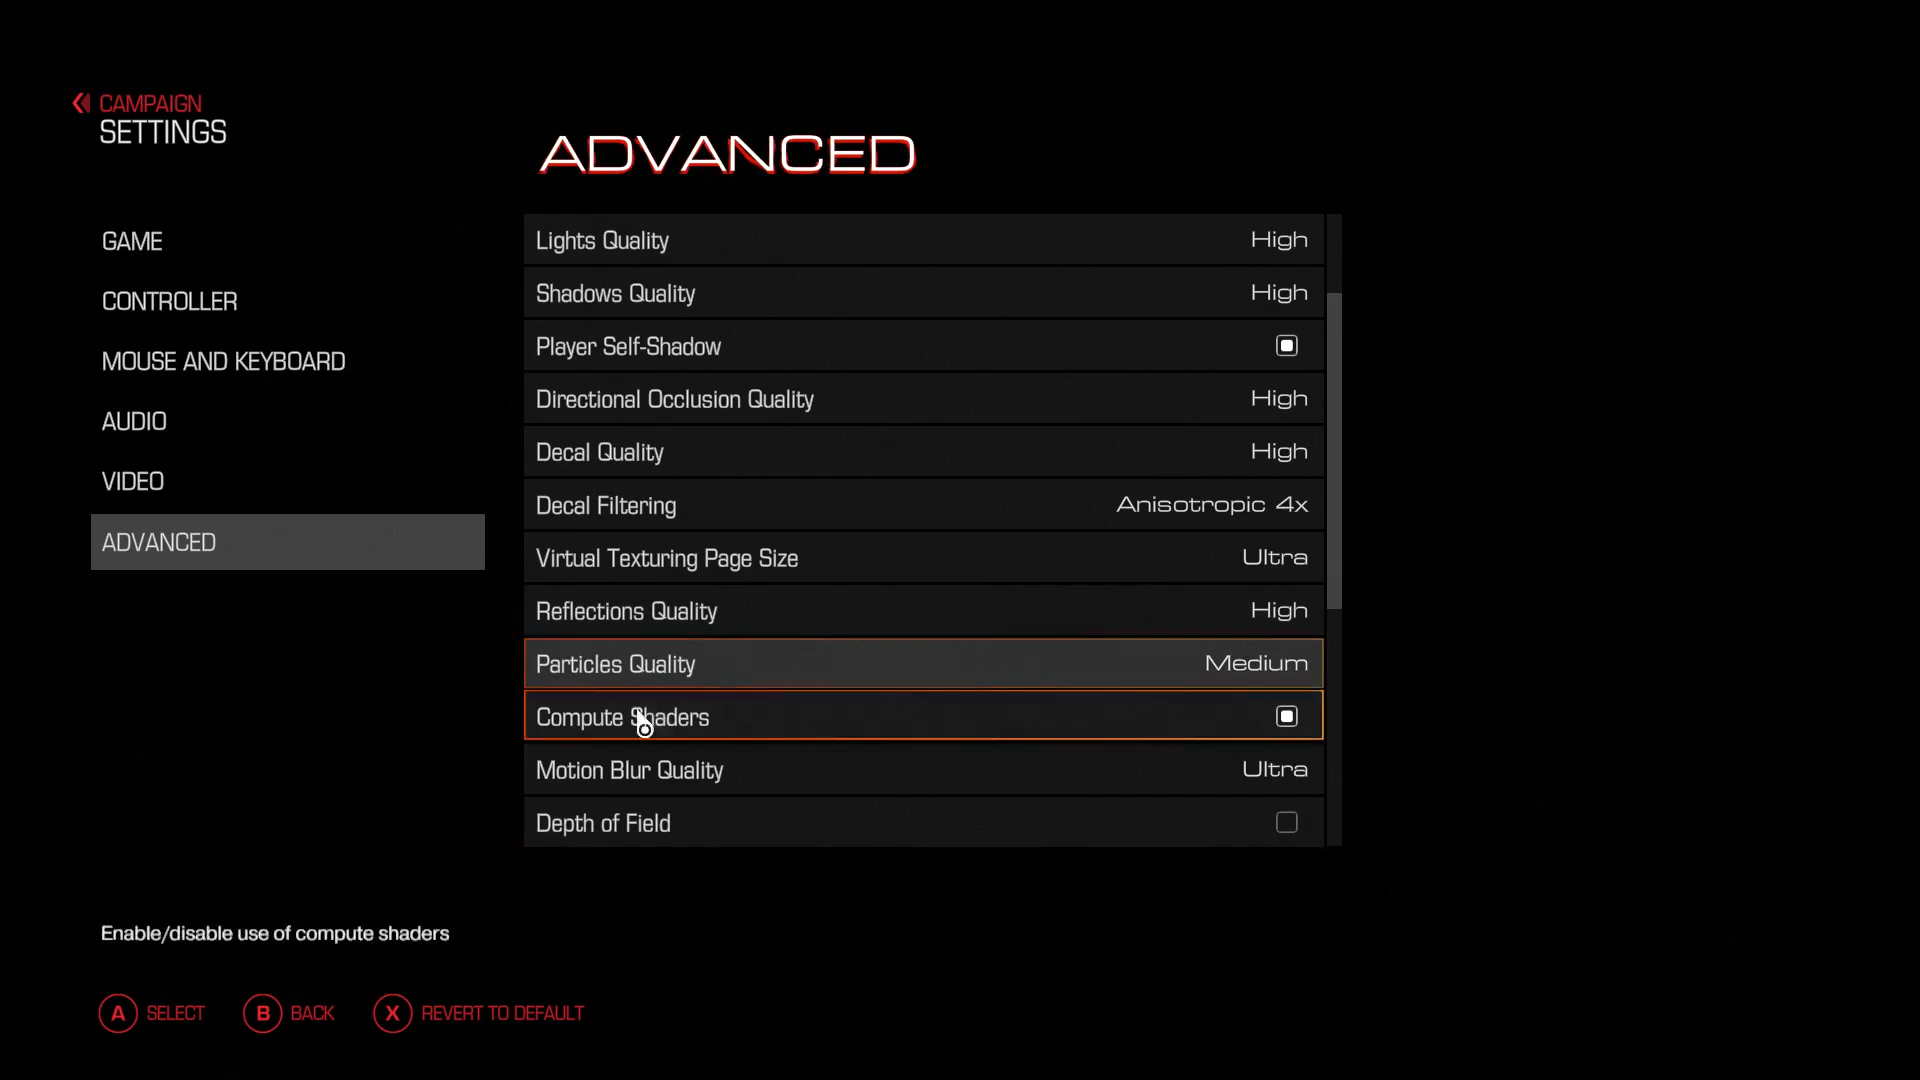 CAMPAIGN
SETTINGS
ADVANCED
GAME
CONTROLLER
MOUSE AND KEYBOARD
AUDIO
VIDEO
ADVANCED
Lights Quality High
Shadows Quality High
Player Self-Shadow
Directional Occlusion Quality High
Decal Quality High
Decal Filtering Anisotropic 4x
Virtual Texturing Page Size Ultra
Reflections Quality High
Particles Quality Medium
Compute Shaders
Motion Blur Quality Ultra
Depth of Field
Enable/disable use of compute shaders
A SELECT B BACK X REVERT TO DEFAULT